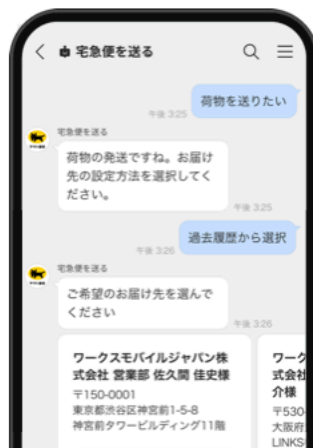 宅急便を送る
荷物を送りたい
午後 3:25
宅急便を送る
荷物の発送ですね。お届け
先の設定方法を選択してく
ださい。
午後 3:25
過去履歴から選択
午後 3:26
宅急便を送る
ご希望のお届け先を選んで
ください
午後 3:26
ワークスモバイルジャパン株
式会社 営業部 佐久間 佳史様
〒150-0001
東京都渋谷区神宮前1-5-8
神宮前タワービルディング11階
ワーク
式会社
介様
〒530-
大阪府
LINKS